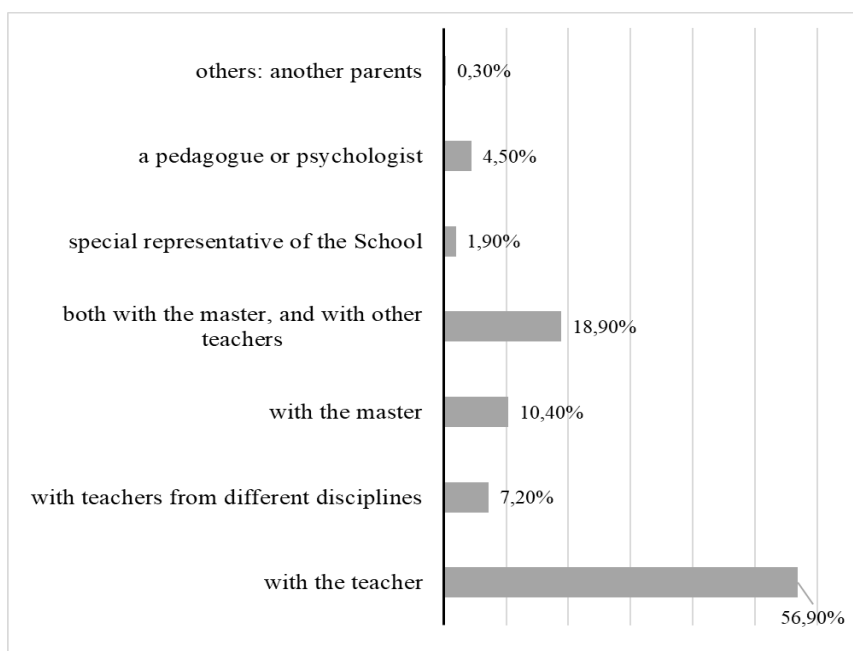 others: another parents
0,30%
a pedagogue or psychologist
4,50%
special representative of the School
1,90%
both with the master, and with other
teachers
18,90%
with the master
10,40%
with teachers from different disciplines
7,20%
with the teacher
56,90%